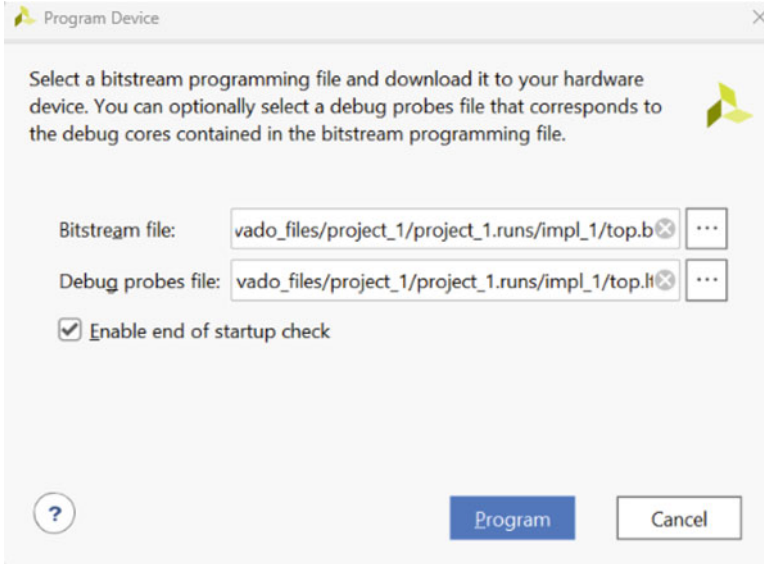 Program Device
Select a bitstream programming file and download it to your hardware
device. You can optionally select a debug probes file that corresponds to
the debug cores contained in the bitstream programming file.
Bitstream file: vado_files/project_1/project_1.runs/impl_1/top.b ...
Debug probes file: vado_files/project_1/project_1.runs/impl_1/top.lt ...
Enable end of startup check
? Program Cancel